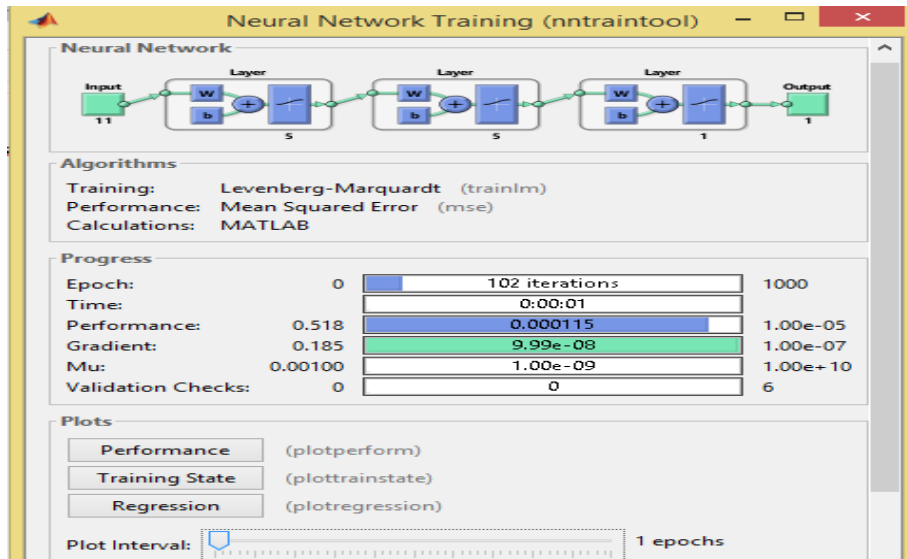 Neural Network Training (nntraintool)
Neural Network
Layer Layer Layer
Input Output
W W W
b b b
11 5 5 1 1
Algorithms
Training: Levenberg-Marquardt (trainlm)
Performance: Mean Squared Error (mse)
Calculations: MATLAB
Progress
Epoch: 0 102 iterations 1000
Time: 0:00:01
Performance: 0.518 0.000115 1.00e-05
Gradient: 0.185 9.99e-08 1.00e-07
Mu: 0.00100 1.00e-09 1.00e+10
Validation Checks: 0 0 6
Plots
Performance (plotperform)
Training State (plottrainstate)
Regression (plotregression)
Plot Interval: 1 epochs